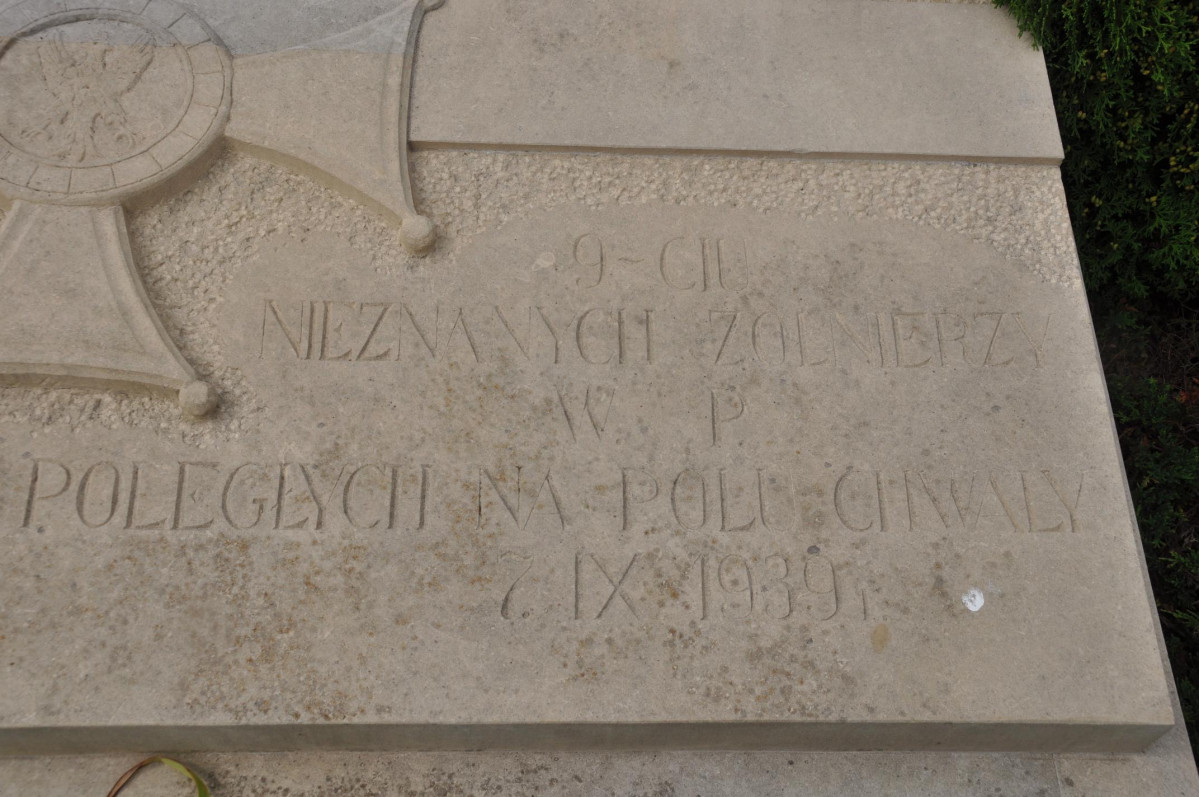 9-CIU
NIEZNANYCH ŻOŁNIERZY
W P
POLEGŁYCH NA POLU CHWAŁY
7. IX 1939 r